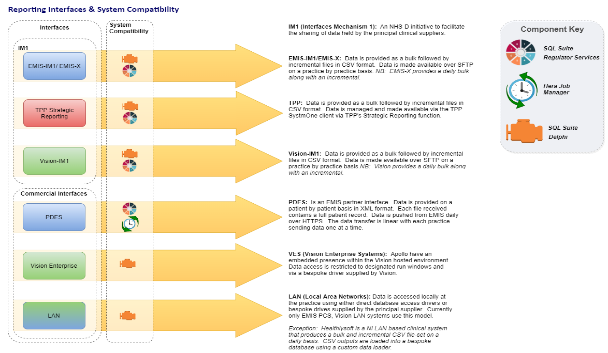 Reporting Interfaces & System Compatibility
Interfaces
System
Compatibility
IM1
EMIS-IM1/EMIS-X
TPP Strategic
Reporting
Vision-IM1
Commercial Interfaces
PDES
Vision Enterprise
LAN
IM1 (Interfaces Mechanism 1): An NHS-D initiative to facilitate
the sharing of data held by the principal clinical suppliers.
EMIS-IM1/EMIS-X: Data is provided as a bulk followed by
incremental files in CSV format. Data is made available over SFTP
on a practice by practice basis. NB: EMIS-X provides a daily bulk
along with an incremental.
TPP: Data is provided as a bulk followed by incremental files in
CSV format. Data is managed and made available via the TPP
SystmOne client via TPP's Strategic Reporting function.
Vision-IM1: Data is provided as a bulk followed by incremental
files in CSV format. Data is made available over SFTP on a
practice by practice basis NB: Vision provides a daily bulk along
with an incremental.
PDES: Is an EMIS partner interface. Data is provided on a
patient by patient basis in XML format. Each file received
contains a full patient record. Data is pushed from EMIS daily
over HTTPS. The data transfer is linear with each practice
sending data one at a time.
VES (Vision Enterprise Systems): Apollo have an
embedded presence within the Vision hosted environment
Data access is restricted to designated run windows and
via a bespoke driver supplied by Vision.
LAN (Local Area Networks): Data is accessed locally at
the practice using either direct database access drivers or
bespoke drives supplied by the principal supplier. Currently
only EMIS PCS, Vision LAN systems use this model.
Exception: Healthysoft is a NI LAN based clinical system
that produces a bulk and incremental CSV file set on a
daily basis. CSV outputs are loaded into a bespoke
database using a custom data loader.
Component Key
SQL Suite
Regulator Services
Hera Job
Manager
SQL Suite
Delphi